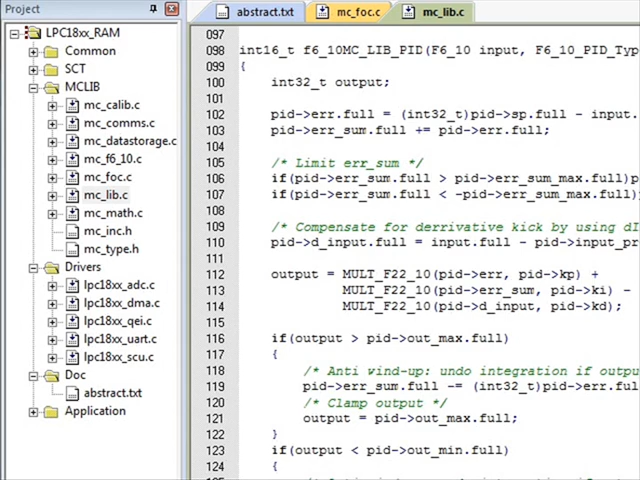 Project
LPC18xx_RAM
Common
SCT
MCLIB
mc_calib.c
mc_comms.c
mc_datastorage.c
mc_f6_10.c
mc_foc.c
mc_lib.c
mc_math.c
mc_inc.h
mc_type.h
Drivers
lpc18xx_adc.c
lpc18xx_dma.c
lpc18xx_qei.c
lpc18xx_uart.c
lpc18xx_scu.c
Doc
abstract.txt
Application
abstract.txt mc_foc.c mc_lib.c
097
098 int16_t f6_10MC_LIB_PID(F6_10 input, F6_10_PID_Typ
099 {
100 int32_t output;
101
102 pid->err.full = (int32_t)pid->sp.full - input.
103 pid->err_sum.full += pid->err.full;
104
105 /* Limit err_sum */
106 if(pid->err_sum.full > pid->err_sum_max.full)p
107 if(pid->err_sum.full < -pid->err_sum_max.full)
108
109 /* Compensate for derrivative kick by using dI
110 pid->d_input.full = input.full - pid->input_pr
111
112 output = MULT_F22_10(pid->err, pid->kp) +
113 MULT_F22_10(pid->err_sum, pid->ki) -
114 MULT_F22_10(pid->d_input, pid->kd);
115
116 if(output > pid->out_max.full)
117 {
118 /* Anti wind-up: undo integration if outpu
119 pid->err_sum.full -= (int32_t)pid->err.ful
120 /* Clamp output */
121 output = pid->out_max.full;
122 }
123 if(output < pid->out_min.full)
124 {